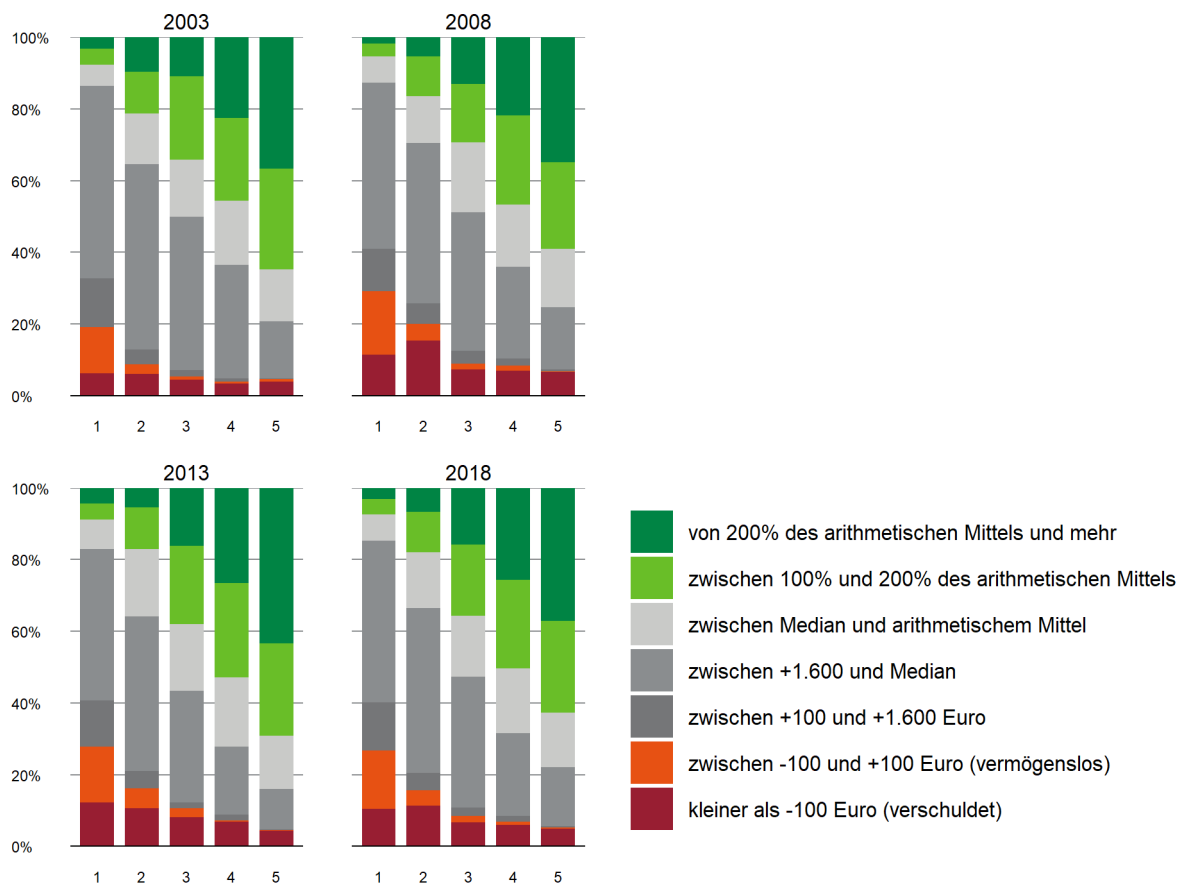 2003
2008
100%
80%
60%
40%
20%
0%
1 2 3 4 5
1 2 3 4 5
2013
2018
100%
80%
60%
40%
20%
0%
1 2 3 4 5
1 2 3 4 5
von 200% des arithmetischen Mittels und mehr
zwischen 100% und 200% des arithmetischen Mittels
zwischen Median und arithmetischem Mittel
zwischen +1.600 und Median
zwischen +100 und +1.600 Euro
zwischen -100 und +100 Euro (vermögenslos)
kleiner als -100 Euro (verschuldet)